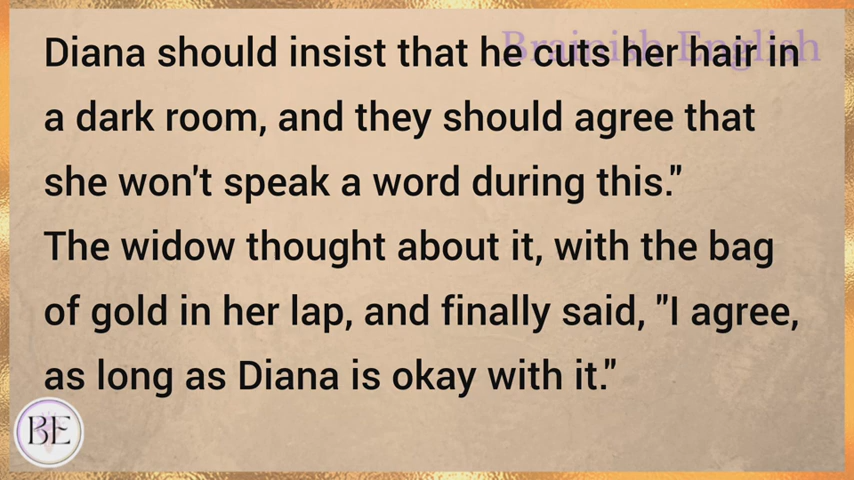 Brainish English
Diana should insist that he cuts her hair in
a dark room, and they should agree that
she won't speak a word during this."
The widow thought about it, with the bag
of gold in her lap, and finally said, "I agree,
as long as Diana is okay with it."
BE